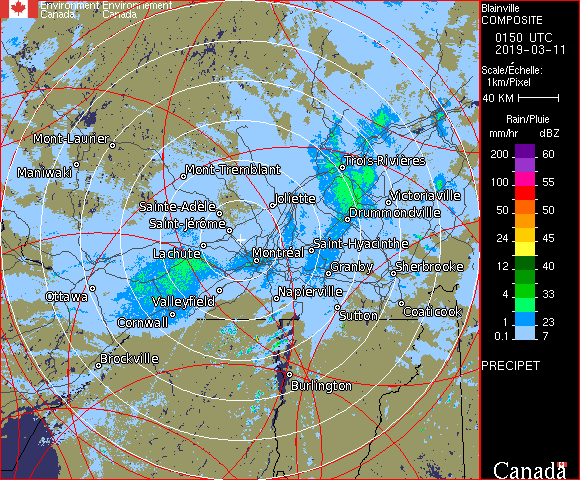 Environment Environnement
Canada Canada
Blainville
COMPOSITE
0150 UTC
2019-03-11
Scale/Échelle:
1km/Pixel
40 KM
Rain/Pluie
mm/hr dBZ
200 60
100 55
50 50
24 45
12 40
4 33
1 23
0.1 7
PRECIPET
Mont-Laurier
Maniwaki
Mont-Tremblant
Trois-Rivières
Sainte-Adèle
Joliette
Victoriaville
Saint-Jérôme
Drummondville
Lachute
Montréal
Saint-Hyacinthe
Granby
Sherbrooke
Ottawa
Valleyfield
Napierville
Cornwall
Sutton
Coaticook
Brockville
Burlington
Canada